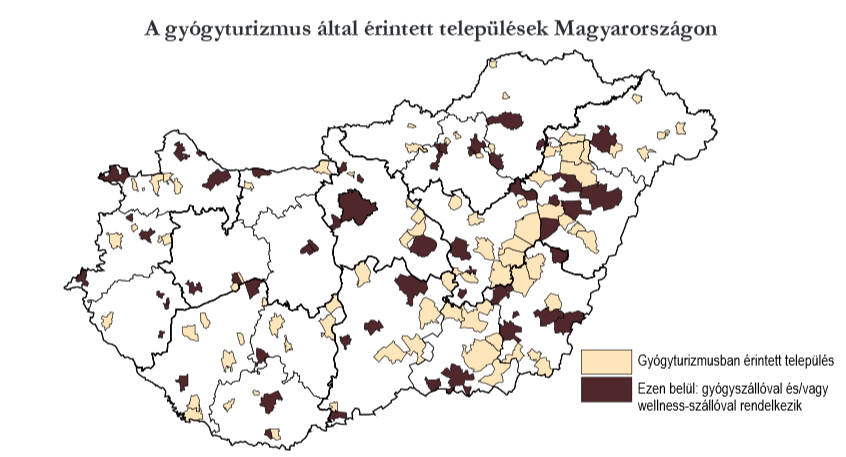 A gyógyturizmus által érintett települések Magyarországon
Gyógyturizmusban érintett település
Ezen belül: gyógyszállóval és/vagy
wellness-szállóval rendelkezik